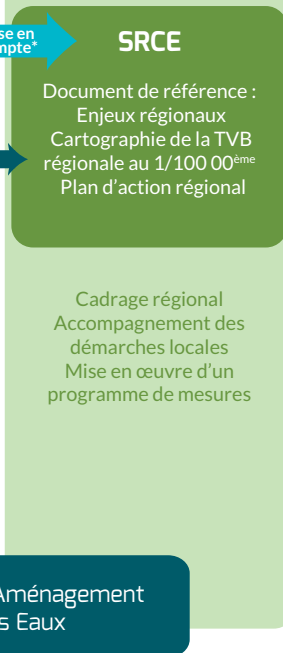 se en
mpte*
SRCE
Document de référence :
Enjeux régionaux
Cartographie de la TVB
régionale au 1/100 00ème
Plan d'action régional
Cadrage régional
Accompagnement des
démarches locales
Mise en œuvre d'un
programme de mesures
Aménagement
s Eaux